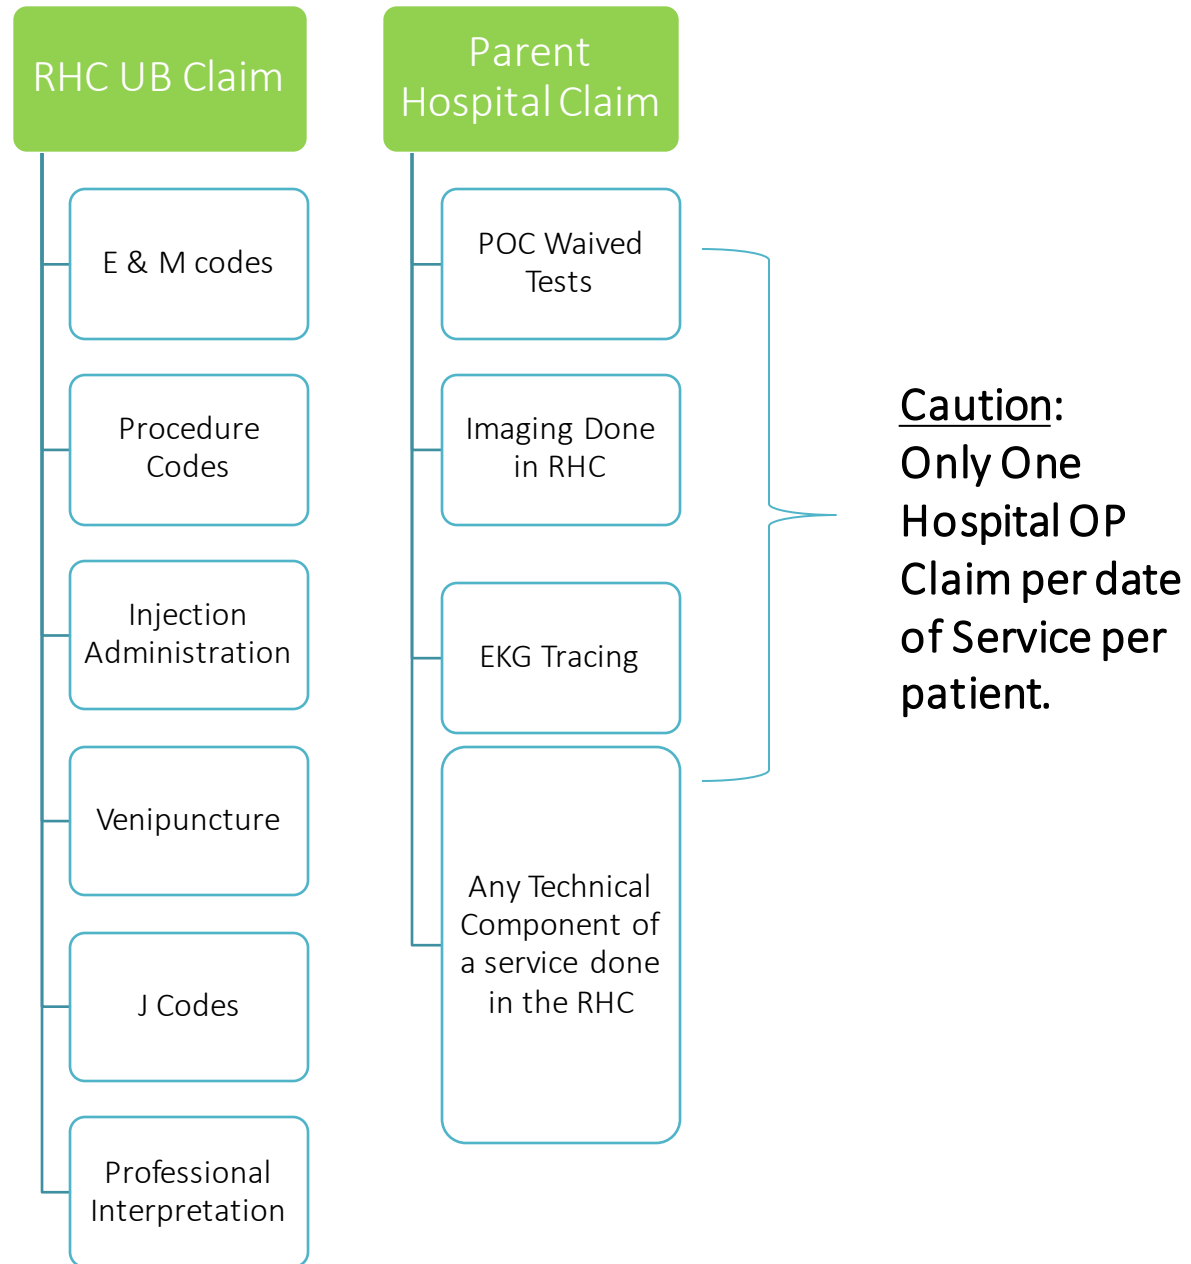 RHC UB Claim
E & M codes
Procedure
Codes
Injection
Administration
Venipuncture
J Codes
Professional
Interpretation
Parent
Hospital Claim
POC Waived
Tests
Imaging Done
in RHC
EKG Tracing
Any Technical
Component of
a service done
in the RHC
Caution:
Only One
Hospital OP
Claim per date
of Service per
patient.